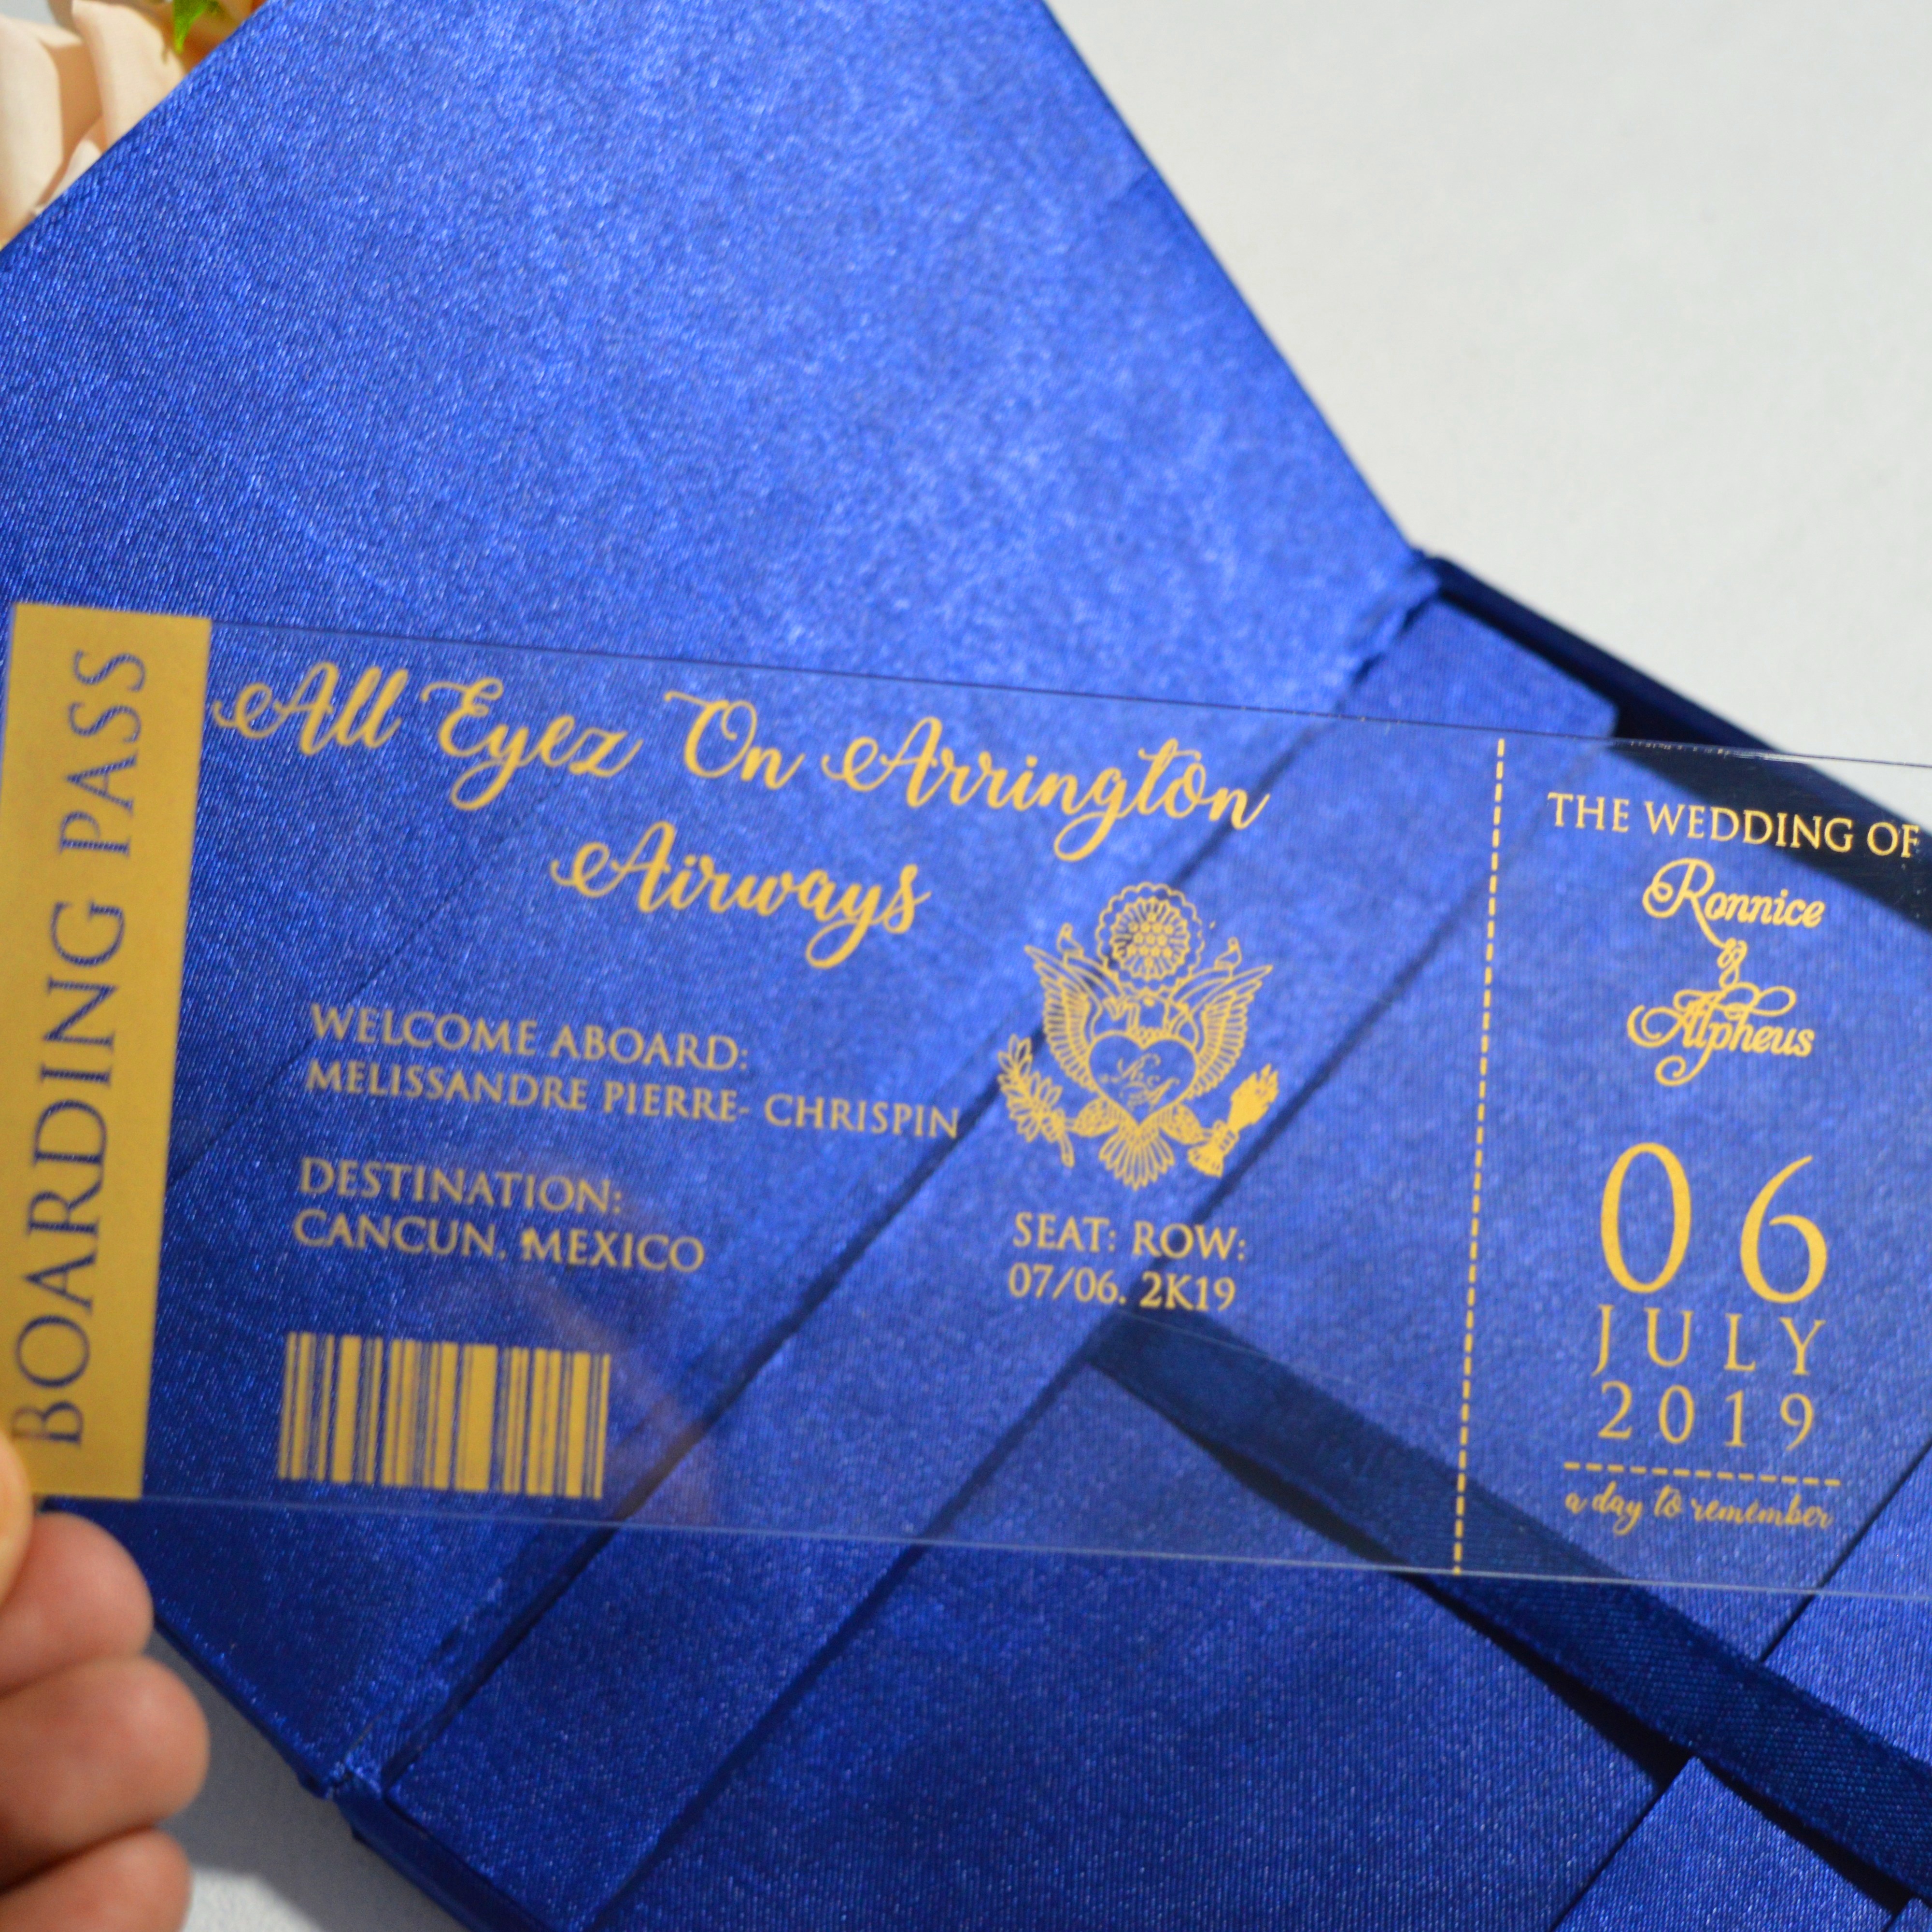 BOARDING PASS
All Eyez On Arrington
Airways
WELCOME ABOARD:
MELISSANDRE PIERRE- CHRISPIN
DESTINATION:
CANCUN, MEXICO
SEAT: ROW:
07/06. 2K19
THE WEDDING OF
Ronnice
&
Alpheus
06
JULY
2019
a day to remember